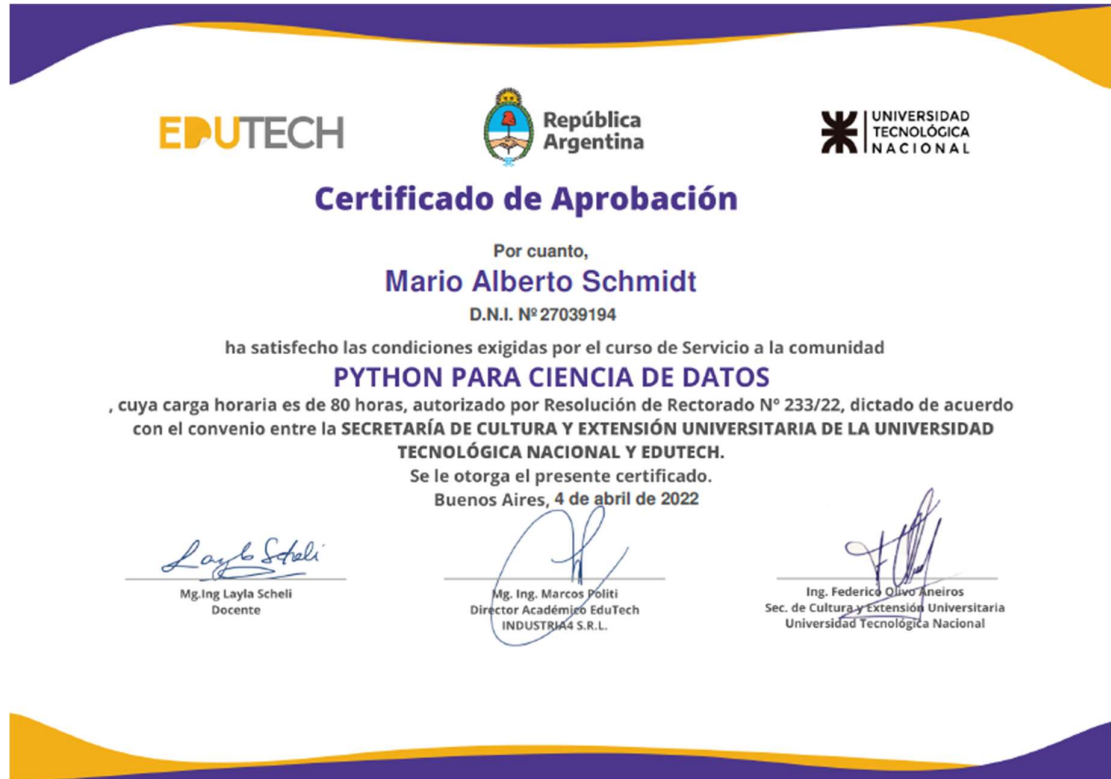 EDUTECH
República
Argentina
UNIVERSIDAD
TECNOLÓGICA
NACIONAL
Certificado de Aprobación
Por cuanto,
Mario Alberto Schmidt
D.N.I. Nº 27039194
ha satisfecho las condiciones exigidas por el curso de Servicio a la comunidad
PYTHON PARA CIENCIA DE DATOS
, cuya carga horaria es de 80 horas, autorizado por Resolución de Rectorado Nº 233/22, dictado de acuerdo
con el convenio entre la SECRETARÍA DE CULTURA Y EXTENSIÓN UNIVERSITARIA DE LA UNIVERSIDAD
TECNOLÓGICA NACIONAL Y EDUTECH.
Se le otorga el presente certificado.
Buenos Aires, 4 de abril de 2022
Layla Scheli
Mg.Ing Layla Scheli
Docente
Mg. Ing. Marcos Politi
Director Académico EduTech
INDUSTRIA4 S.R.L.
Ing. Federico Olivo Aneiros
Sec. de Cultura y Extensión Universitaria
Universidad Tecnológica Nacional